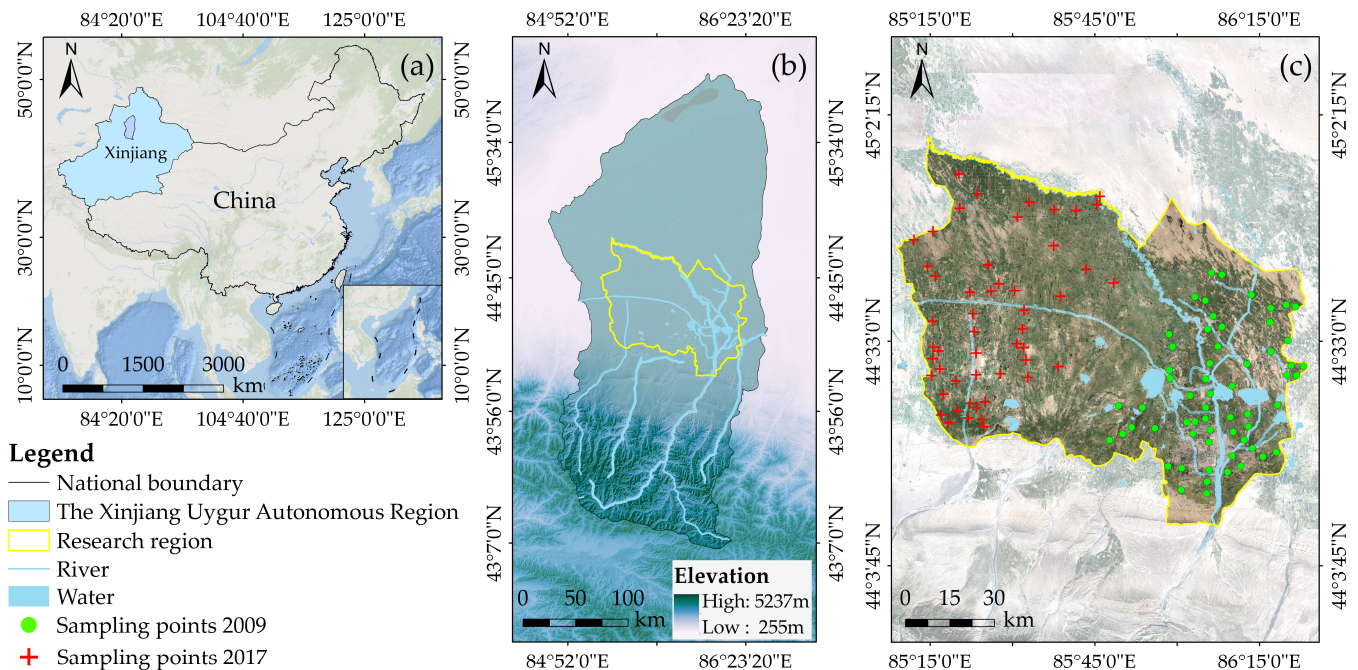 84°20'0"E 104°40'0"E 125°0'0"E
50°0'0"N
30°0'0"N
10°0'0"N
N
(a)
Xinjiang
China
0 1500 3000
km
50°0'0"N
30°0'0"N
10°0'0"N
84°20'0"E 104°40'0"E 125°0'0"E
Legend
National boundary
The Xinjiang Uygur Autonomous Region
Research region
River
Water
Sampling points 2009
Sampling points 2017
84°52'0"E 86°23'20"E
N
(b)
45°34'0"N
44°45'0"N
43°56'0"N
43°7'0"N
0 50 100
km
Elevation
High: 5237m
Low : 255m
45°34'0"N
44°45'0"N
43°56'0"N
43°7'0"N
84°52'0"E 86°23'20"E
85°15'0"E 85°45'0"E 86°15'0"E
N
(c)
45°2'15"N
44°33'0"N
44°3'45"N
0 15 30
km
45°2'15"N
44°33'0"N
44°3'45"N
85°15'0"E 85°45'0"E 86°15'0"E